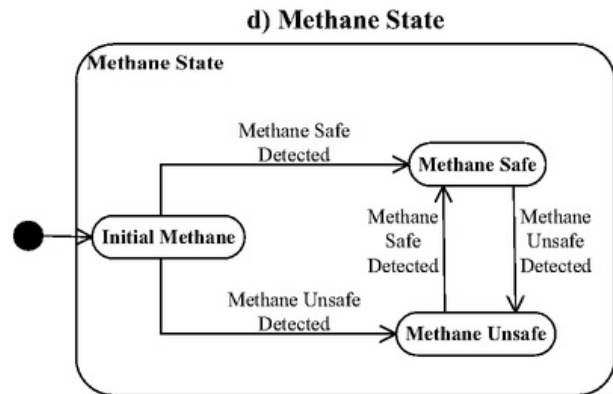 d) Methane State
Methane State
Methane Safe
Detected
Methane Safe
Methane
Safe
Detected
Methane
Unsafe
Detected
Initial Methane
Methane Unsafe
Detected
Methane Unsafe